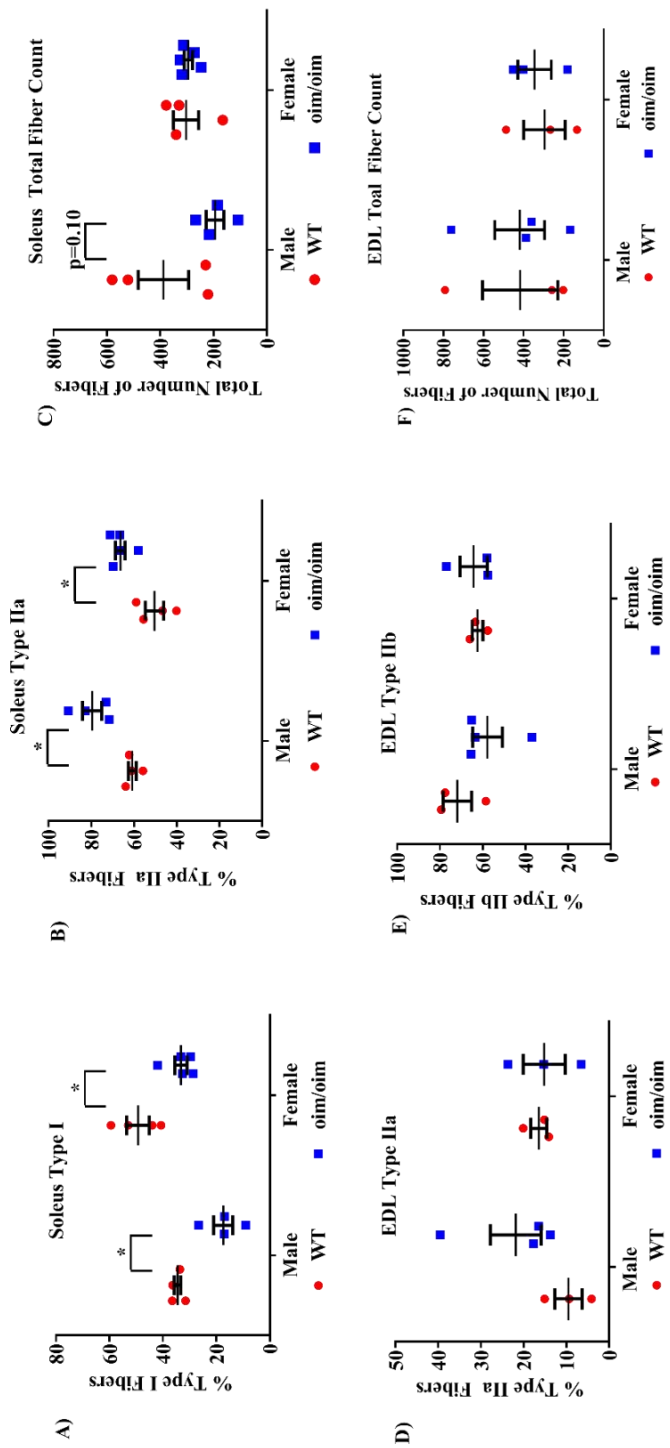 A)
Soleus Type I
% Type I Fibers
80
60
40
20
0
*
*
Male Female
WT oim/oim
B)
Soleus Type IIa
% Type IIa Fibers
100
80
60
40
20
0
*
*
Male Female
WT oim/oim
C)
Soleus Total Fiber Count
Total Number of Fibers
800
600
400
200
0
p=0.10
Male Female
WT oim/oim
D)
EDL Type IIa
% Type IIa Fibers
50
40
30
20
10
0
Male Female
WT oim/oim
E)
EDL Type IIb
% Type IIb Fibers
100
80
60
40
20
0
Male Female
WT oim/oim
F)
EDL Toal Fiber Count
Total Number of Fibers
1000
800
600
400
200
0
Male Female
WT oim/oim